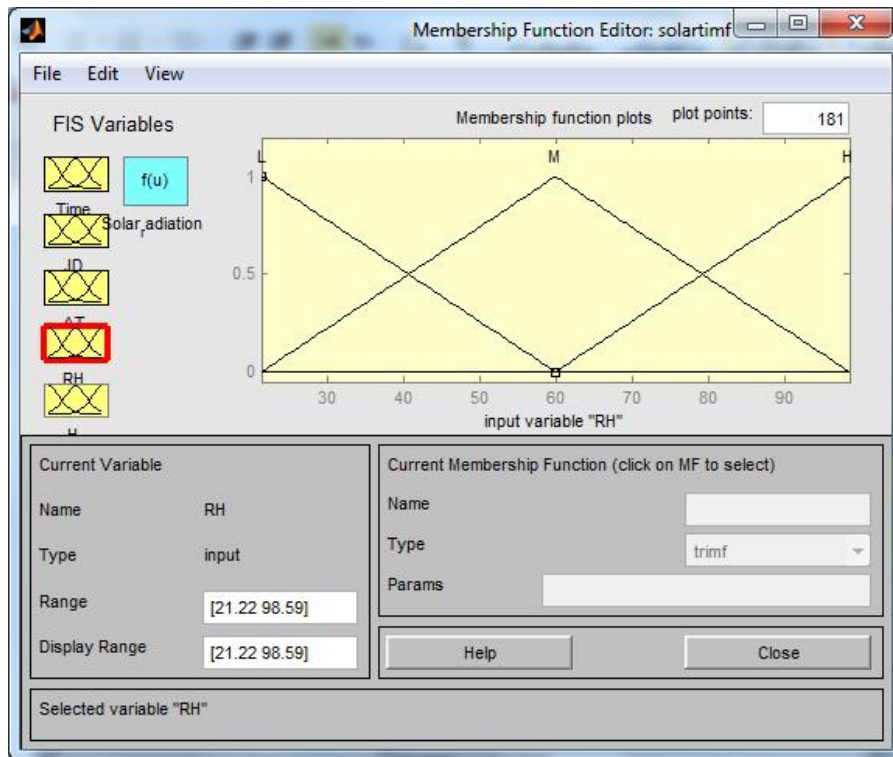 Membership Function Editor: solartimf
File Edit View
FIS Variables
Membership function plots plot points: 181
f(u)
Time
Solar_radiation
JD
AT
RH
H
L M H
1
0.5
0
30 40 50 60 70 80 90
input variable "RH"
Current Variable
Name RH
Type input
Range [21.22 98.59]
Display Range [21.22 98.59]
Current Membership Function (click on MF to select)
Name
Type trimf
Params
Help Close
Selected variable "RH"